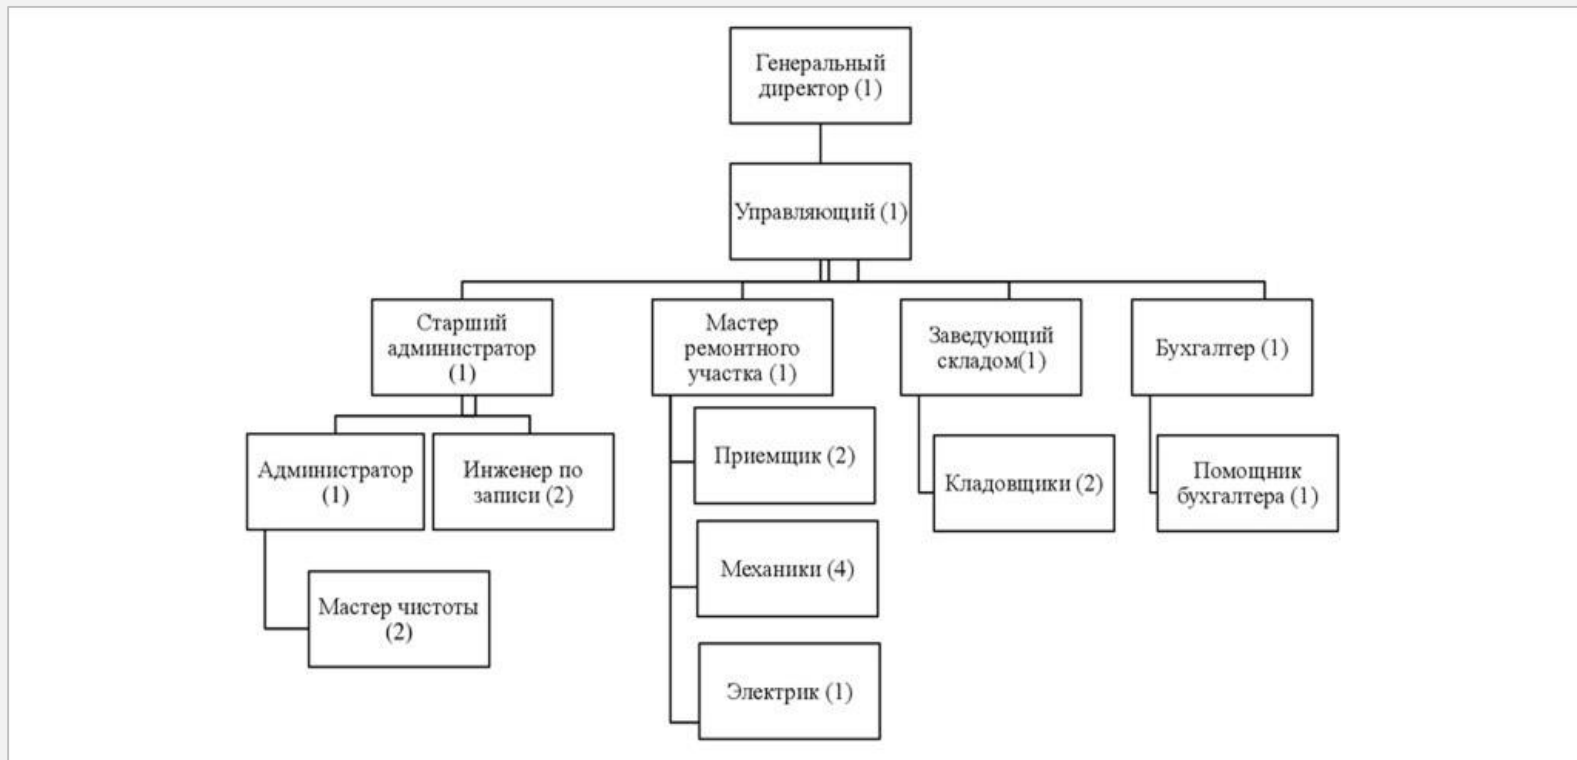 Генеральный
директор (1)
Управляющий (1)
Старший
администратор
(1)
Мастер
ремонтного
участка (1)
Заведующий
складом(1)
Бухгалтер (1)
Администратор
(1)
Инженер по
записи (2)
Приемщик (2)
Кладовщики (2)
Помощник
бухгалтера (1)
Механики (4)
Мастер чистоты
(2)
Электрик (1)